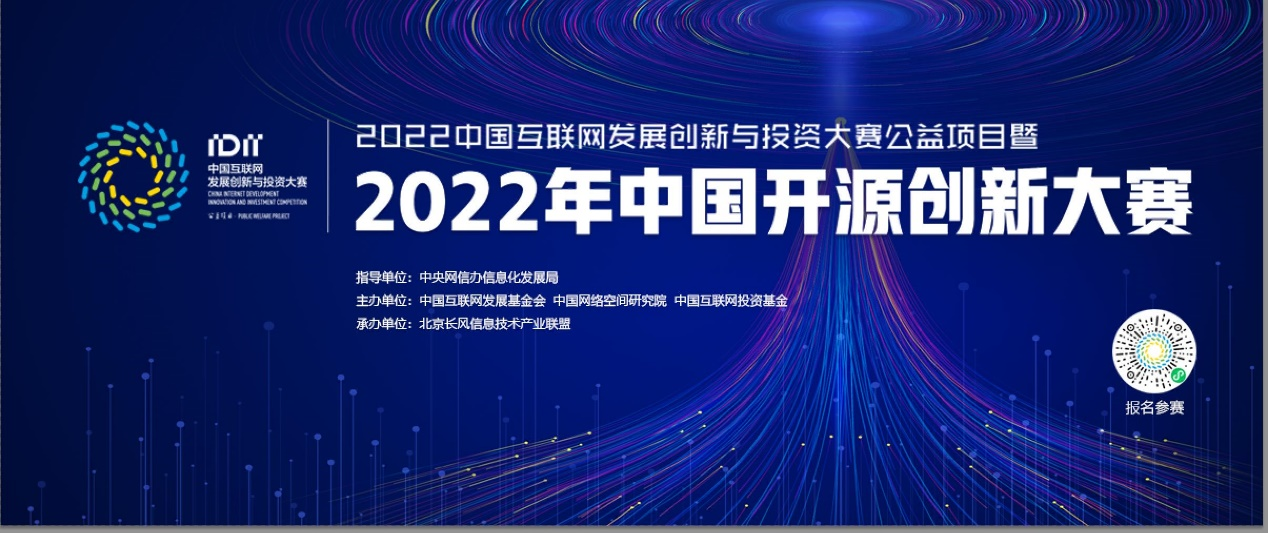 IDII
中国互联网
发展创新与投资大赛
CHINA INTERNET DEVELOPMENT
INNOVATION AND INVESTMENT COMPETITION
PUBLIC WELFARE PROJECT
2022中国互联网发展创新与投资大赛公益项目暨
2022年中国开源创新大赛
指导单位：中央网信办信息化发展局
主办单位：中国互联网发展基金会 中国网络空间研究院 中国互联网投资基金
承办单位：北京长风信息技术产业联盟
报名参赛